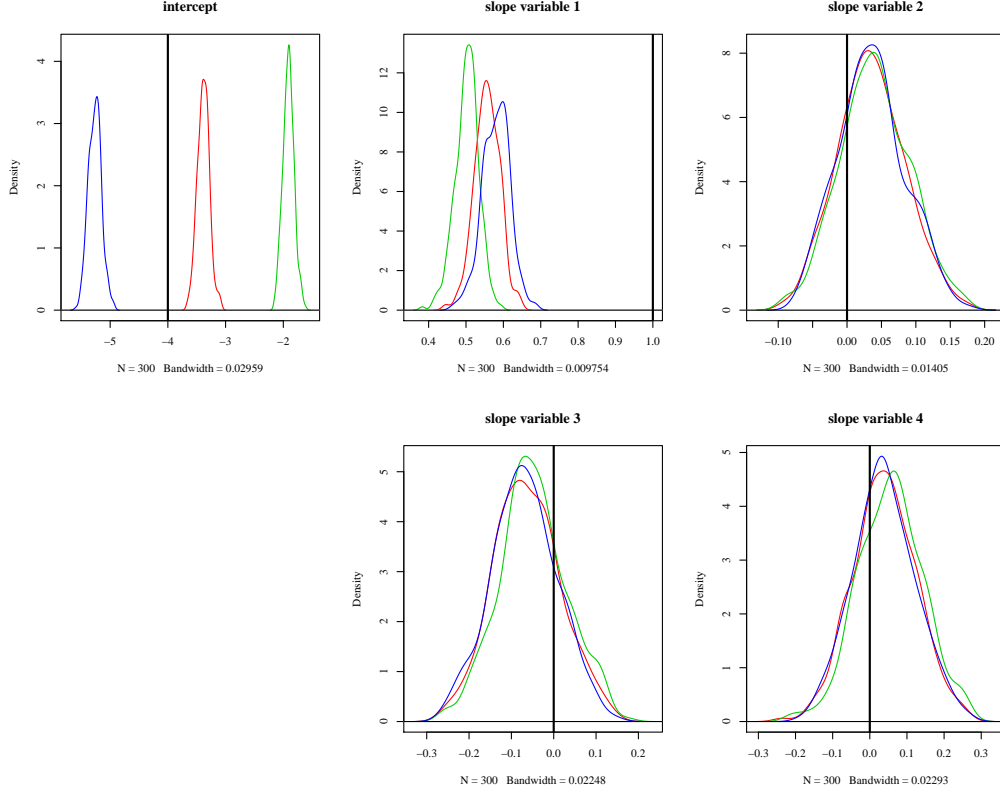 intercept
slope variable 1
slope variable 2
Density
0 1 2 3 4
−5 −4 −3 −2
N = 300 Bandwidth = 0.02959
Density
0 2 4 6 8 10 12
0.4 0.5 0.6 0.7 0.8 0.9 1.0
N = 300 Bandwidth = 0.009754
Density
0 2 4 6 8
−0.10 0.00 0.05 0.10 0.15 0.20
N = 300 Bandwidth = 0.01405
slope variable 3
slope variable 4
Density
0 1 2 3 4 5
−0.3 −0.2 −0.1 0.0 0.1 0.2
N = 300 Bandwidth = 0.02248
Density
0 1 2 3 4 5
−0.3 −0.2 −0.1 0.0 0.1 0.2 0.3
N = 300 Bandwidth = 0.02293